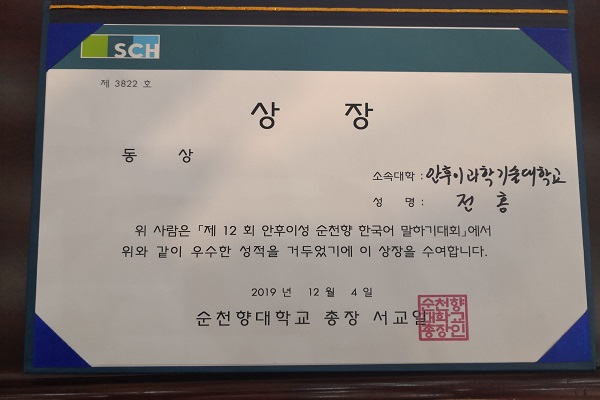 SCH
제 3822 호
상 장
동 상
소속대학 : 안후이과학기술대학교
성 명 : 전홍
위 사람은 「제 12 회 안후이성 순천향 한국어 말하기대회」에서
위와 같이 우수한 성적을 거두었기에 이 상장을 수여합니다.
2019 년 12 월 4 일
순천향대학교 총장 서교일
순천향
대학교
총장인